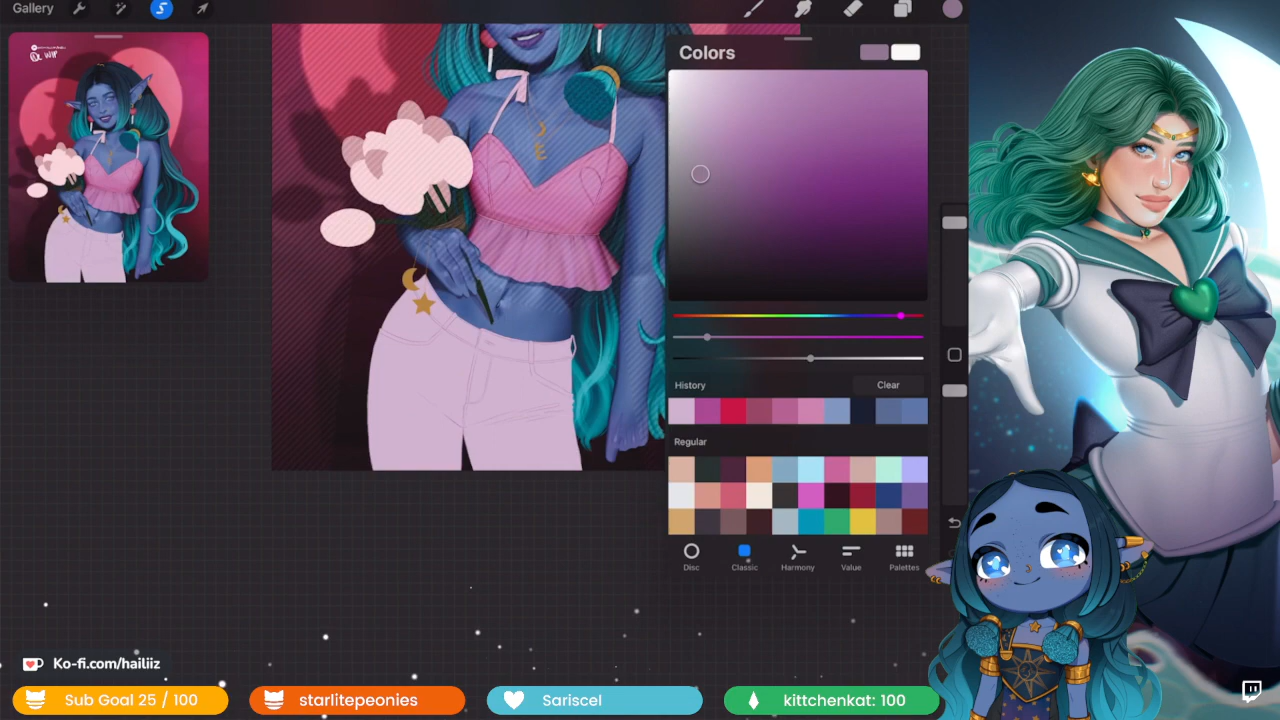 Gallery
WIP
Colors
History
Clear
Regular
Disc
Classic
Harmony
Value
Palettes
Ko-fi.com/hailiiz
Sub Goal 25 / 100
starlitepeonies
Sariscel
kittchenkat: 100